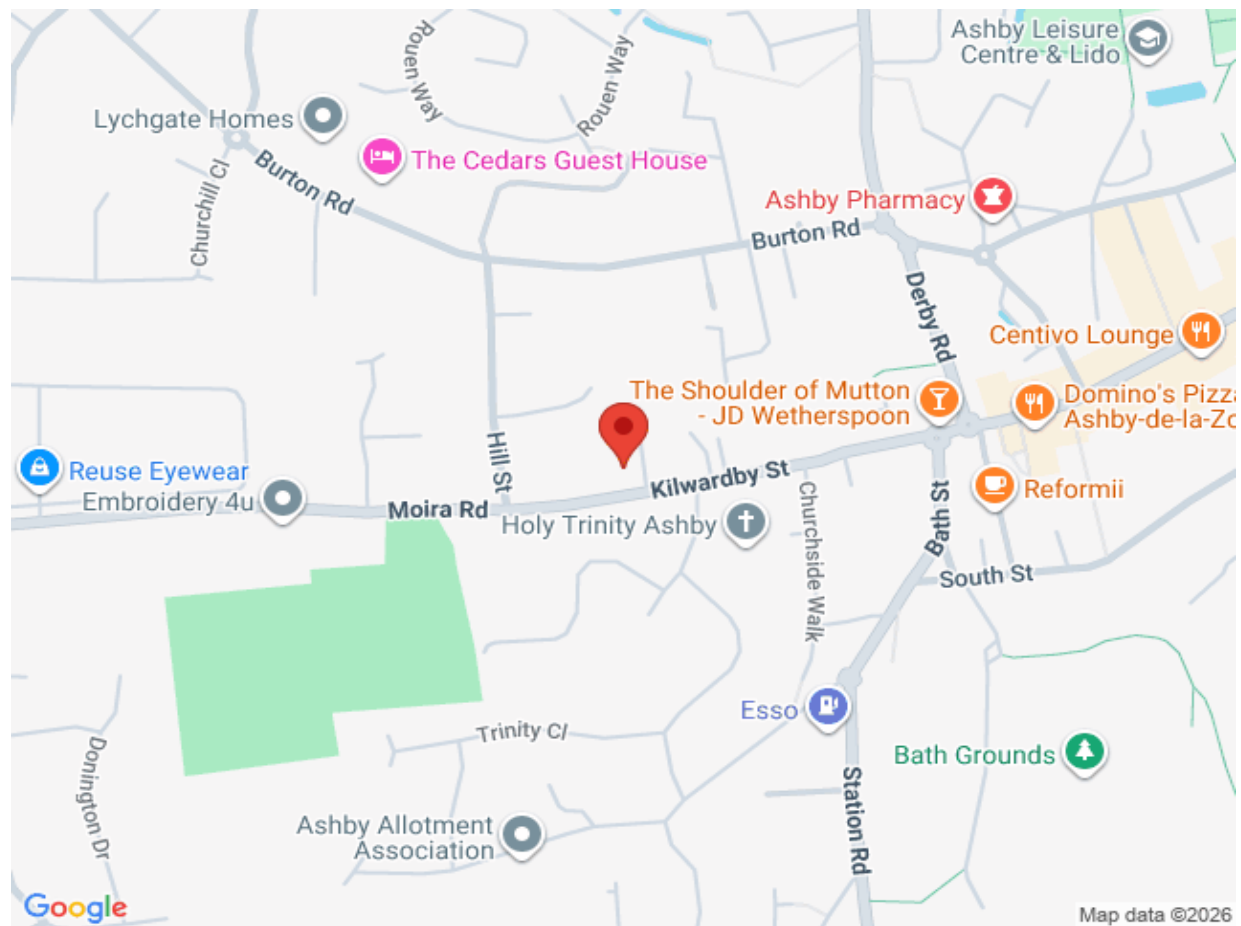 Rouen Way
Rouen Way
Ashby Leisure
Centre & Lido
Lychgate Homes
The Cedars Guest House
Churchill Cl
Burton Rd
Ashby Pharmacy
Burton Rd
Derby Rd
Centivo Lounge
The Shoulder of Mutton
- JD Wetherspoon
Domino's Pizza
Ashby-de-la-Zo
Hill St
Reuse Eyewear
Embroidery 4u
Moira Rd
Kilwardby St
Reformii
Holy Trinity Ashby
Bath St
Churchside Walk
South St
Esso
Trinity Cl
Bath Grounds
Donington Dr
Station Rd
Ashby Allotment
Association
Google
Map data ©2026